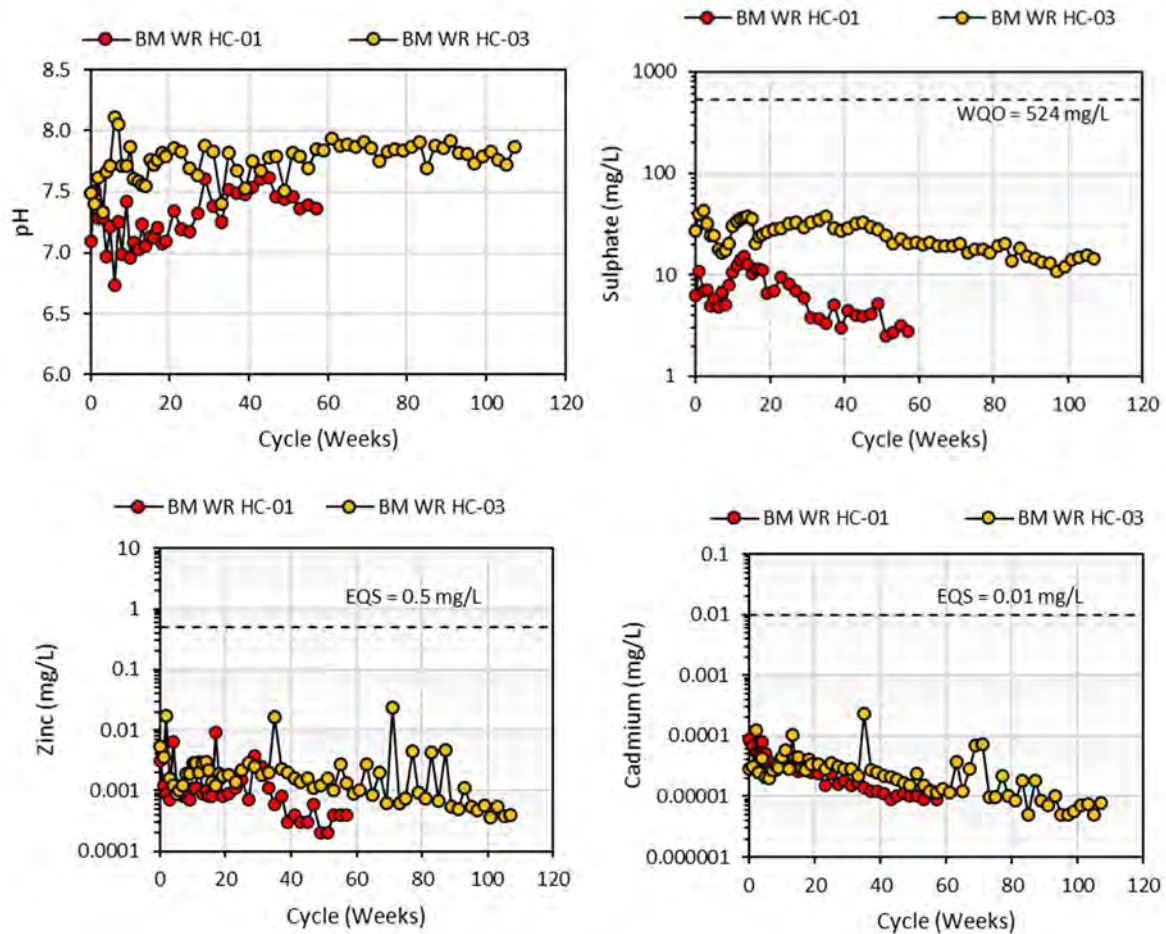 BM WR HC-01 BM WR HC-03
8.5
8.0
7.5
7.0
6.5
6.0
0 20 40 60 80 100 120
pH
Cycle (Weeks)
BM WR HC-01 BM WR HC-03
1000
100
10
1
0 20 40 60 80 100 120
WQO = 524 mg/L
Sulphate (mg/L)
Cycle (Weeks)
BM WR HC-01 BM WR HC-03
10
1
0.1
0.01
0.001
0.0001
0 20 40 60 80 100 120
EQS = 0.5 mg/L
Zinc (mg/L)
Cycle (Weeks)
BM WR HC-01 BM WR HC-03
0.1
0.01
0.001
0.0001
0.00001
0.000001
0 20 40 60 80 100 120
EQS = 0.01 mg/L
Cadmium (mg/L)
Cycle (Weeks)